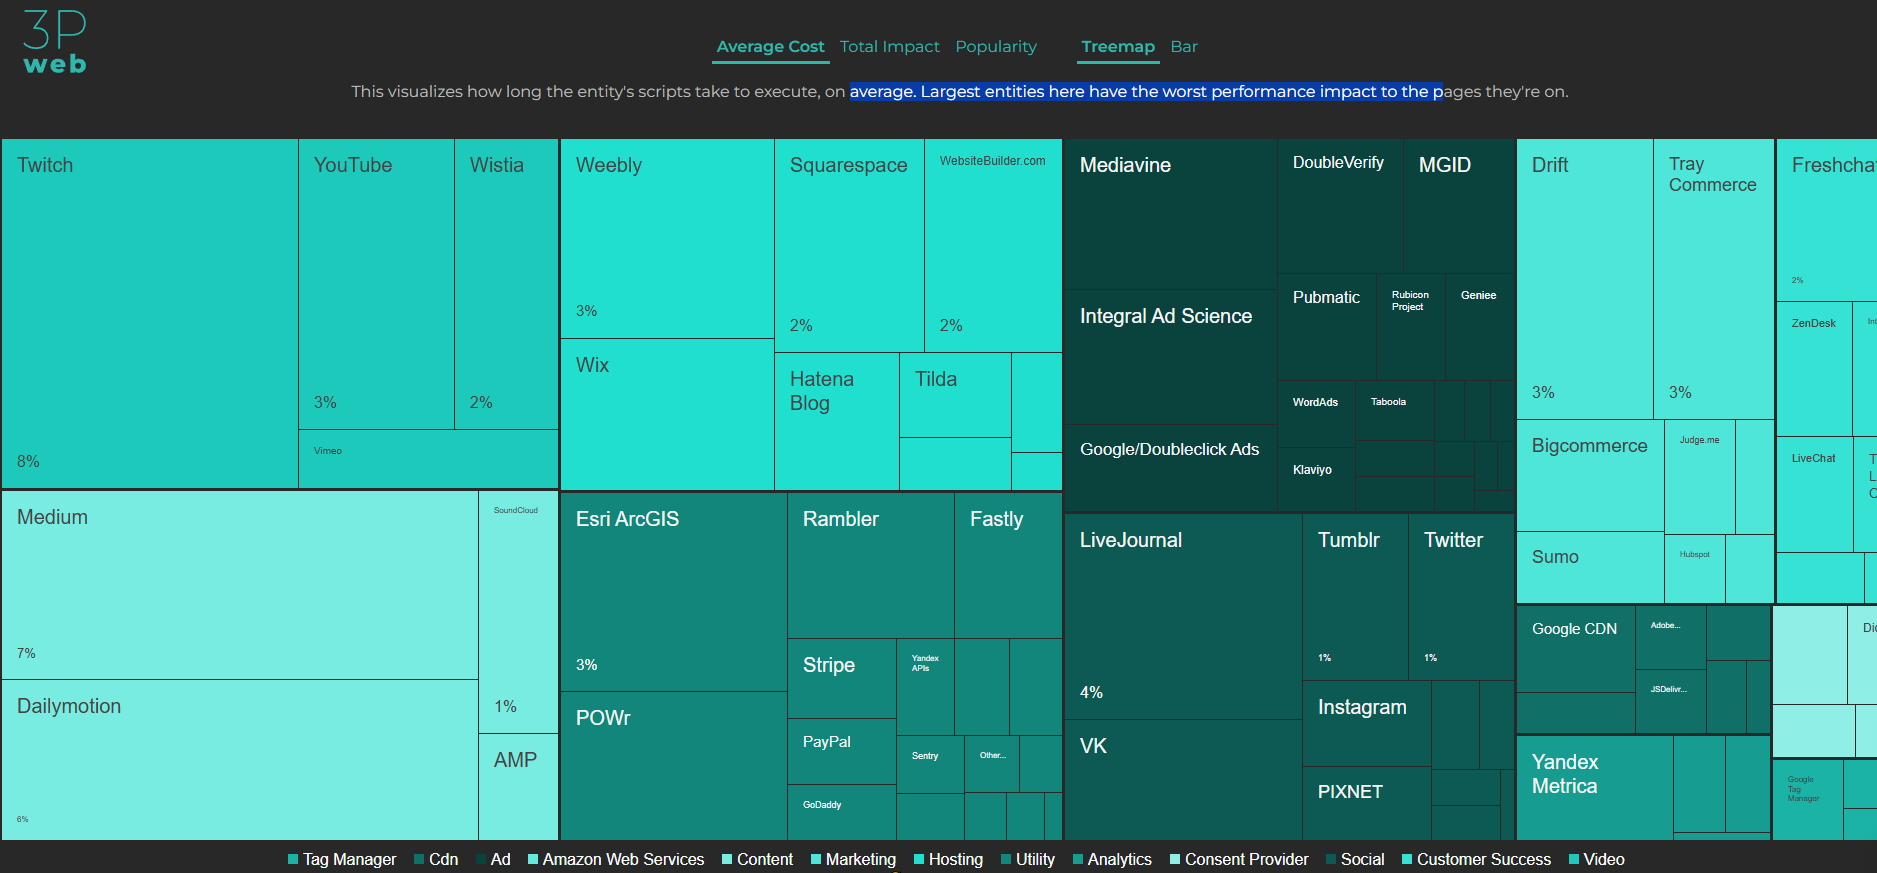 3P
web
Average Cost Total Impact Popularity Treemap Bar
This visualizes how long the entity's scripts take to execute, on average. Largest entities here have the worst performance impact to the pages they're on.
Twitch
8%
YouTube
3%
Wistia
2%
Vimeo
Medium
7%
Dailymotion
6%
SoundCloud
1%
AMP
Weebly
3%
Wix
Squarespace
2%
WebsiteBuilder.com
2%
Hatena
Blog
Tilda
Esri ArcGIS
3%
POWr
Rambler
Fastly
Stripe
Yandex
APIs
PayPal
Sentry
Other...
GoDaddy
Mediavine
DoubleVerify
MGID
Integral Ad Science
Pubmatic
Rubicon
Project
Geniee
Google/Doubleclick Ads
WordAds
Taboola
Klaviyo
LiveJournal
4%
VK
Tumblr
1%
Twitter
1%
Instagram
PIXNET
Drift
3%
Tray
Commerce
3%
Bigcommerce
Judge.me
Sumo
Hubspot
Freshcha
2%
ZenDesk
Int
LiveChat
T
L
C
Google CDN
Adobe...
JSDelivr...
Dic
Yandex
Metrica
Google
Tag
Manager
Tag Manager Cdn Ad Amazon Web Services Content Marketing Hosting Utility Analytics Consent Provider Social Customer Success Video